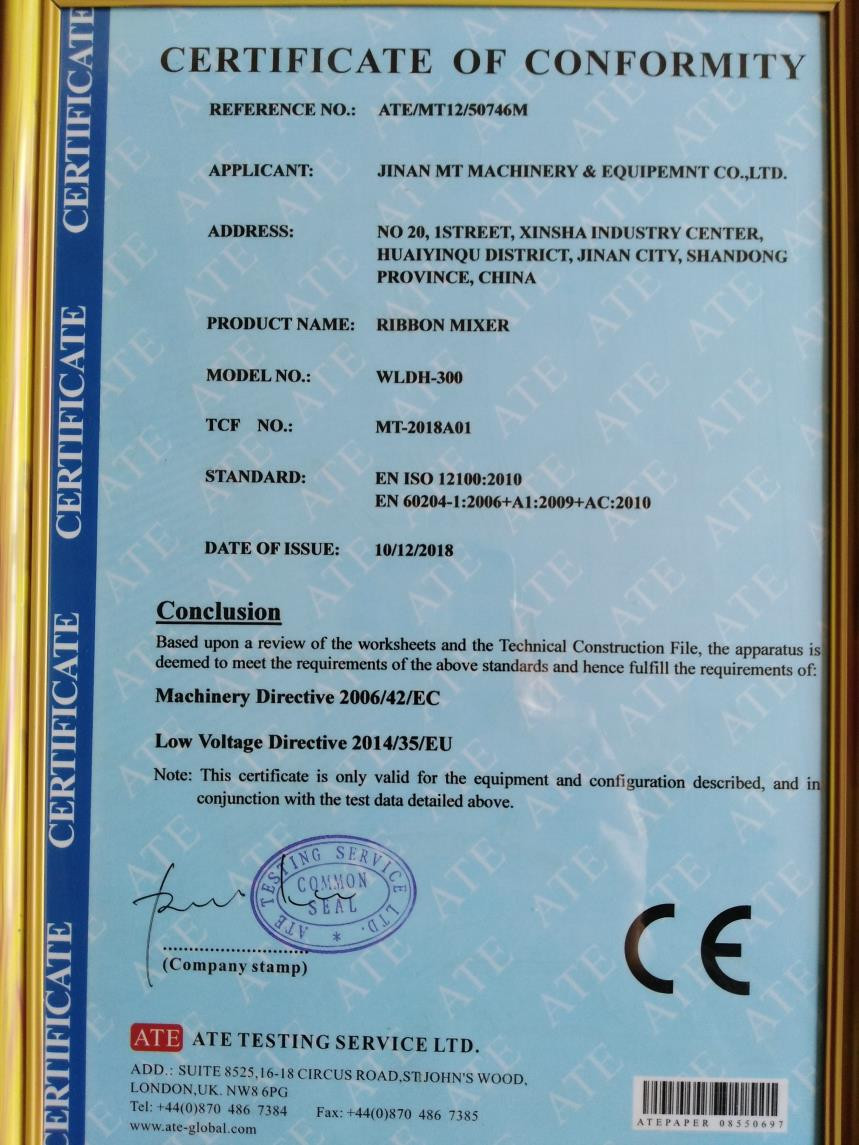 CERTIFICATE OF CONFORMITY
REFERENCE NO.: ATE/MT12/50746M
APPLICANT: JINAN MT MACHINERY & EQUIPEMNT CO.,LTD.
ADDRESS: NO 20, 1STREET, XINSHA INDUSTRY CENTER,
HUAIYINQU DISTRICT, JINAN CITY, SHANDONG
PROVINCE, CHINA
PRODUCT NAME: RIBBON MIXER
MODEL NO.: WLDH-300
TCF NO.: MT-2018A01
STANDARD: EN ISO 12100:2010
EN 60204-1:2006+A1:2009+AC:2010
DATE OF ISSUE: 10/12/2018
Conclusion
Based upon a review of the worksheets and the Technical Construction File, the apparatus is
deemed to meet the requirements of the above standards and hence fulfill the requirements of:
Machinery Directive 2006/42/EC
Low Voltage Directive 2014/35/EU
Note: This certificate is only valid for the equipment and configuration described, and in
conjunction with the test data detailed above.
ATE TESTING SERVICE LTD.
COMMON
SEAL
*
(Company stamp)
CE
ATE ATE TESTING SERVICE LTD.
ADD.: SUITE 8525,16-18 CIRCUS ROAD,ST.JOHN'S WOOD,
LONDON,UK. NW8 6PG
Tel: +44(0)870 486 7384 Fax: +44(0)870 486 7385
www.ate-global.com
ATEPAPER 08550697
CERTIFICATE
CERTIFICATE
CERTIFICATE
CERTIFICATE